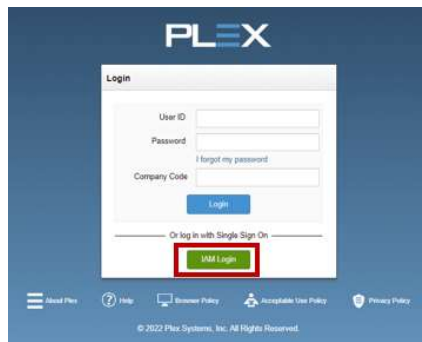 PLEX
Login
User ID
Password
I forgot my password
Company Code
Login
Or log in with Single Sign On
IAM Login
About Plex Help Browser Policy Acceptable Use Policy Privacy Policy
© 2022 Plex Systems, Inc. All Rights Reserved.